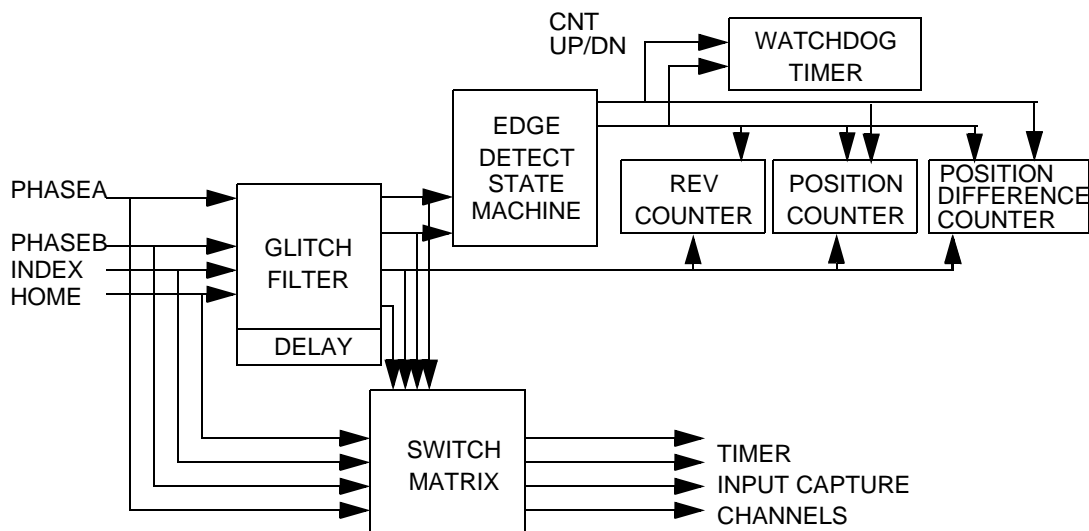 CNT
UP/DN
WATCHDOG
TIMER
EDGE
DETECT
STATE
MACHINE
REV
COUNTER
POSITION
COUNTER
POSITION
DIFFERENCE
COUNTER
PHASEA
PHASEB
INDEX
HOME
GLITCH
FILTER
DELAY
SWITCH
MATRIX
TIMER
INPUT CAPTURE
CHANNELS